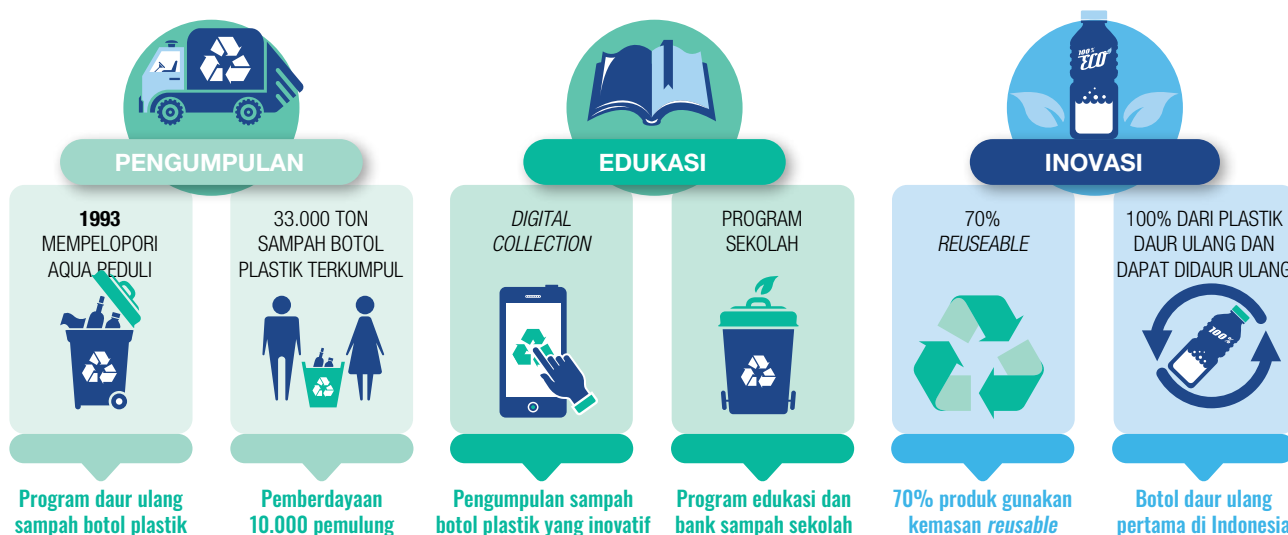 PENGUMPULAN
1993
MEMPELOPORI
AQUA PEDULI
Program daur ulang
sampah botol plastik
33.000 TON
SAMPAH BOTOL
PLASTIK TERKUMPUL
Pemberdayaan
10.000 pemulung
EDUKASI
DIGITAL
COLLECTION
Pengumpulan sampah
botol plastik yang inovatif
PROGRAM
SEKOLAH
Program edukasi dan
bank sampah sekolah
100%
ECO
INOVASI
70%
REUSEABLE
70% produk gunakan
kemasan reusable
100% DARI PLASTIK
DAUR ULANG DAN
DAPAT DIDAUR ULANG
100%
Botol daur ulang
pertama di Indonesia